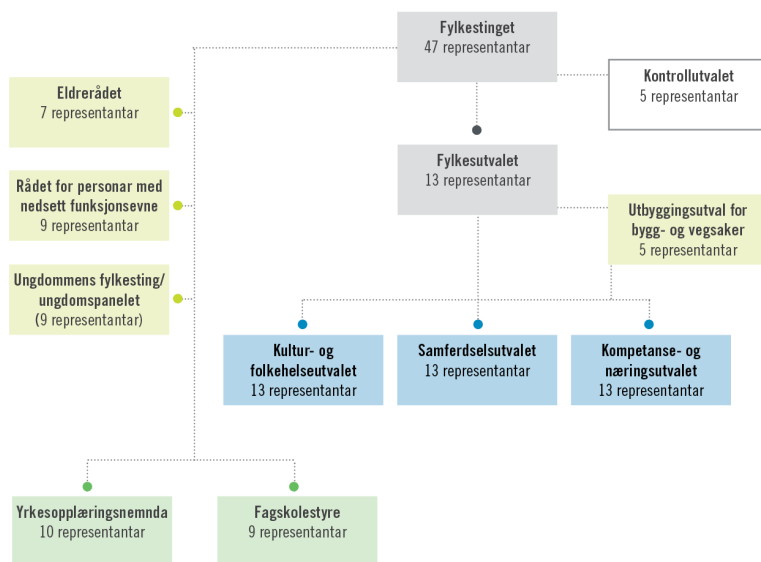 Fylkestinget
47 representantar
Kontrollutvalet
5 representantar
Eldrerådet
7 representantar
Fylkesutvalet
13 representantar
Rådet for personar med
nedsett funksjonsevne
9 representantar
Utbyggingsutval for
bygg- og vegsaker
5 representantar
Ungdommens fylkesting/
ungdomspanelet
(9 representantar)
Kultur- og
folkehelseutvalet
13 representantar
Samferdselsutvalet
13 representantar
Kompetanse- og
næringsutvalet
13 representantar
Yrkesopplæringsnemnda
10 representantar
Fagskolestyre
9 representantar